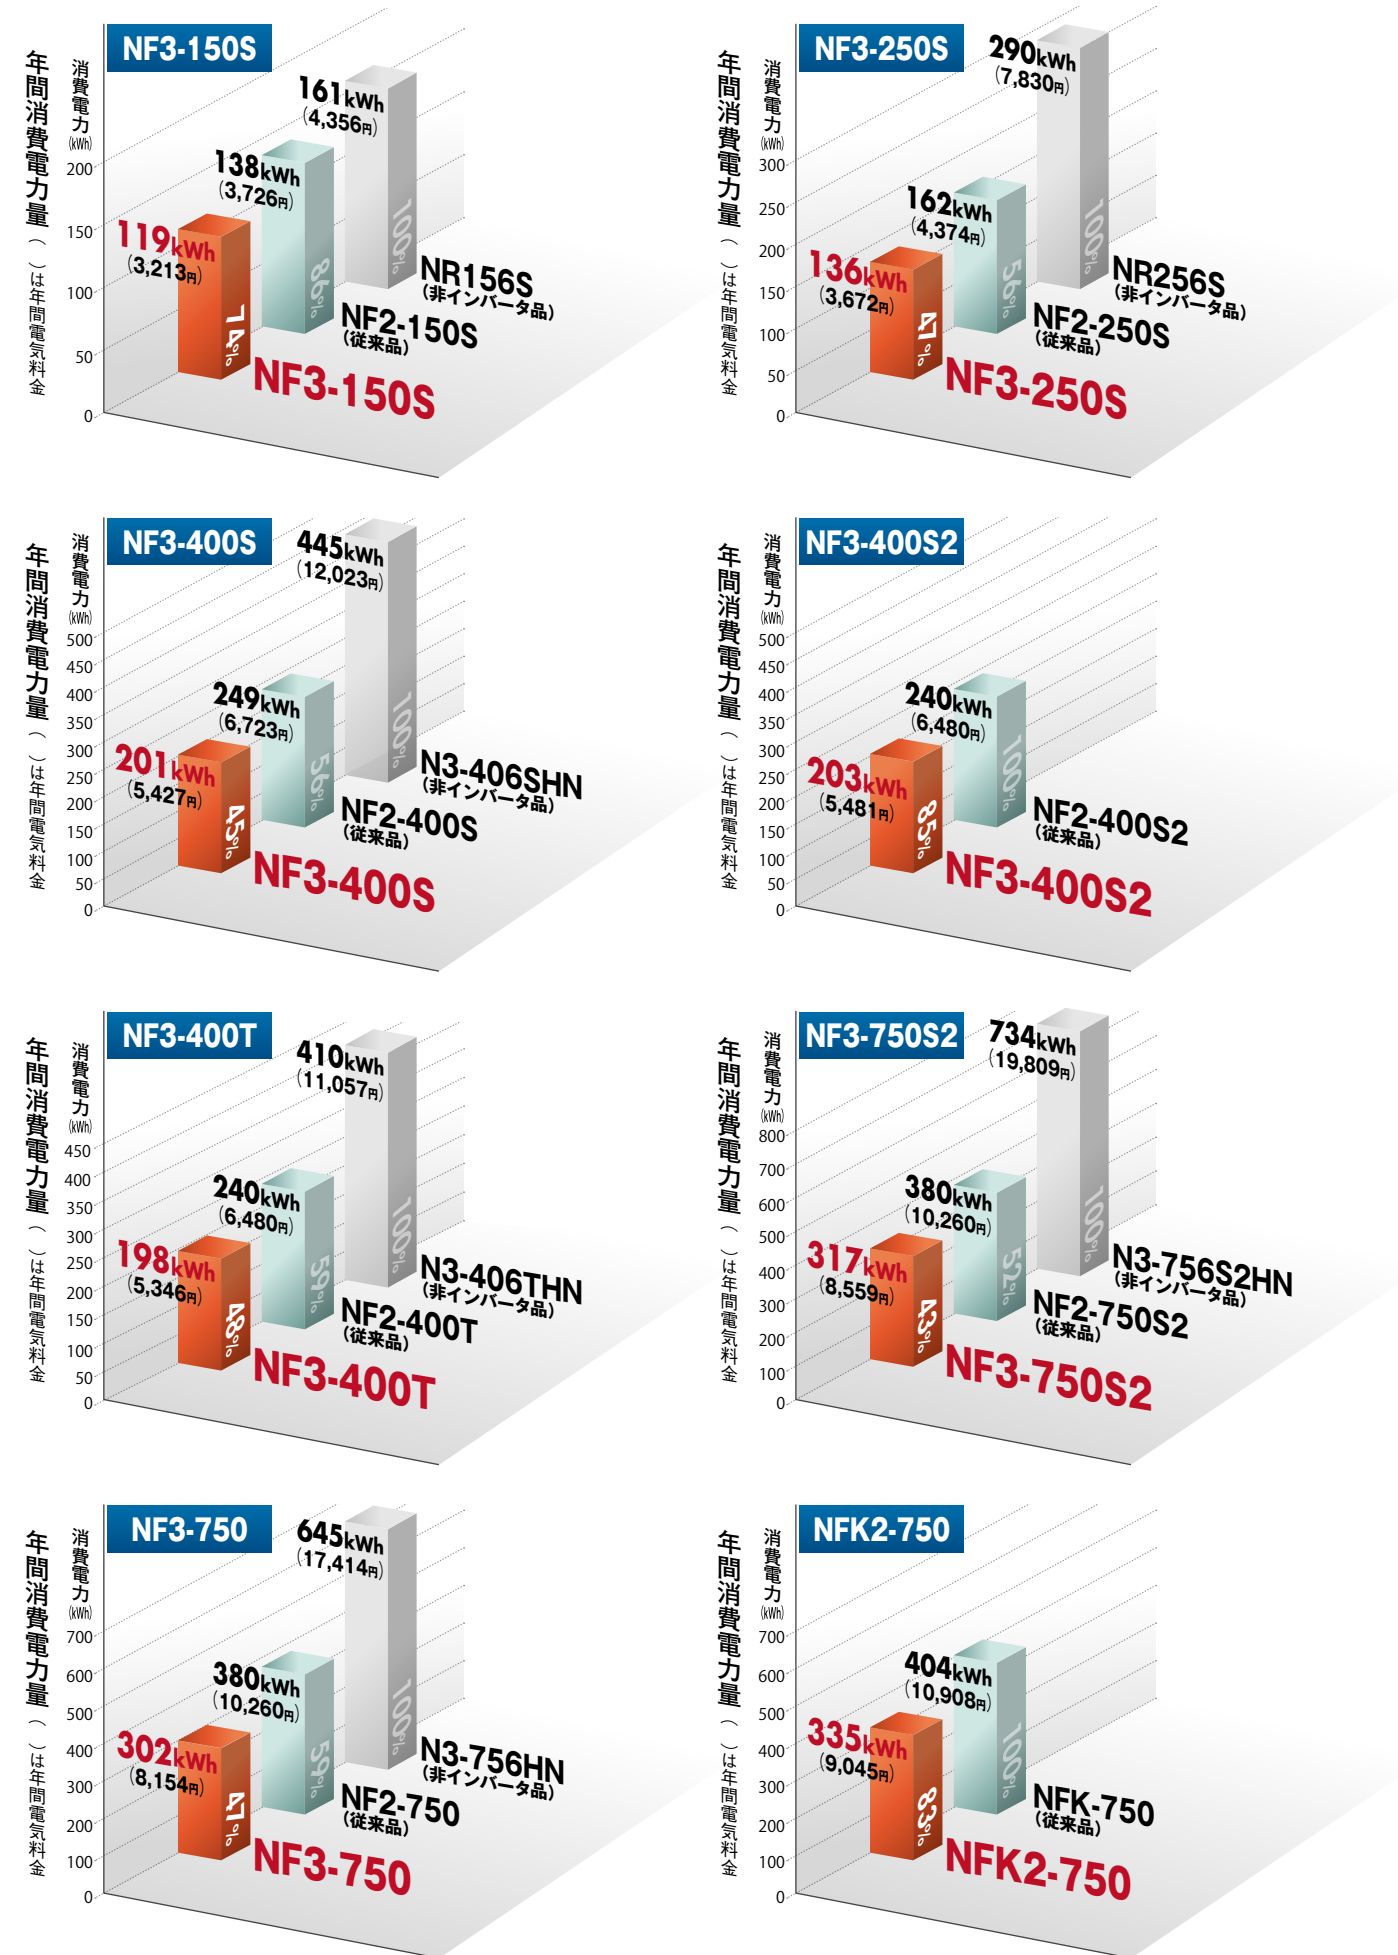 NF3-150S
年間消費電力量（ ）は年間電気料金
消費電力(kWh)
200
150
100
50
0
161kWh
(4,356円)
138kWh
(3,726円)
119kWh
(3,213円)
100%
86%
74%
NR156S
(非インバータ品)
NF2-150S
(従来品)
NF3-150S
NF3-250S
年間消費電力量（ ）は年間電気料金
消費電力(kWh)
300
250
200
150
100
50
0
290kWh
(7,830円)
162kWh
(4,374円)
136kWh
(3,672円)
100%
56%
47%
NR256S
(非インバータ品)
NF2-250S
(従来品)
NF3-250S
NF3-400S
年間消費電力量（ ）は年間電気料金
消費電力(kWh)
500
450
400
350
300
250
200
150
100
50
0
445kWh
(12,023円)
249kWh
(6,723円)
201kWh
(5,427円)
100%
56%
45%
N3-406SHN
(非インバータ品)
NF2-400S
(従来品)
NF3-400S
NF3-400S2
年間消費電力量（ ）は年間電気料金
消費電力(kWh)
500
450
400
350
300
250
200
150
100
50
0
240kWh
(6,480円)
203kWh
(5,481円)
100%
85%
NF2-400S2
(従来品)
NF3-400S2
NF3-400T
年間消費電力量（ ）は年間電気料金
消費電力(kWh)
450
400
350
300
250
200
150
100
50
0
410kWh
(11,057円)
240kWh
(6,480円)
198kWh
(5,346円)
100%
59%
48%
N3-406THN
(非インバータ品)
NF2-400T
(従来品)
NF3-400T
NF3-750S2
年間消費電力量（ ）は年間電気料金
消費電力(kWh)
800
700
600
500
400
300
200
100
0
734kWh
(19,809円)
380kWh
(10,260円)
317kWh
(8,559円)
100%
52%
43%
N3-756S2HN
(非インバータ品)
NF2-750S2
(従来品)
NF3-750S2
NF3-750
年間消費電力量（ ）は年間電気料金
消費電力(kWh)
700
600
500
400
300
200
100
0
645kWh
(17,414円)
380kWh
(10,260円)
302kWh
(8,154円)
100%
59%
47%
N3-756HN
(非インバータ品)
NF2-750
(従来品)
NF3-750
NFK2-750
年間消費電力量（ ）は年間電気料金
消費電力(kWh)
700
600
500
400
300
200
100
0
404kWh
(10,908円)
335kWh
(9,045円)
100%
83%
NFK-750
(従来品)
NFK2-750